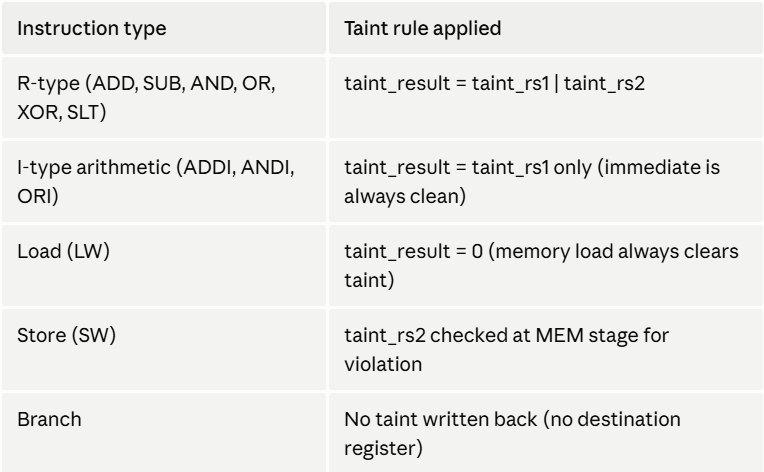 Instruction type
Taint rule applied
R-type (ADD, SUB, AND, OR,
XOR, SLT)
taint_result = taint_rs1 | taint_rs2
I-type arithmetic (ADDI, ANDI,
ORI)
taint_result = taint_rs1 only (immediate is
always clean)
Load (LW)
taint_result = 0 (memory load always clears
taint)
Store (SW)
taint_rs2 checked at MEM stage for
violation
Branch
No taint written back (no destination
register)